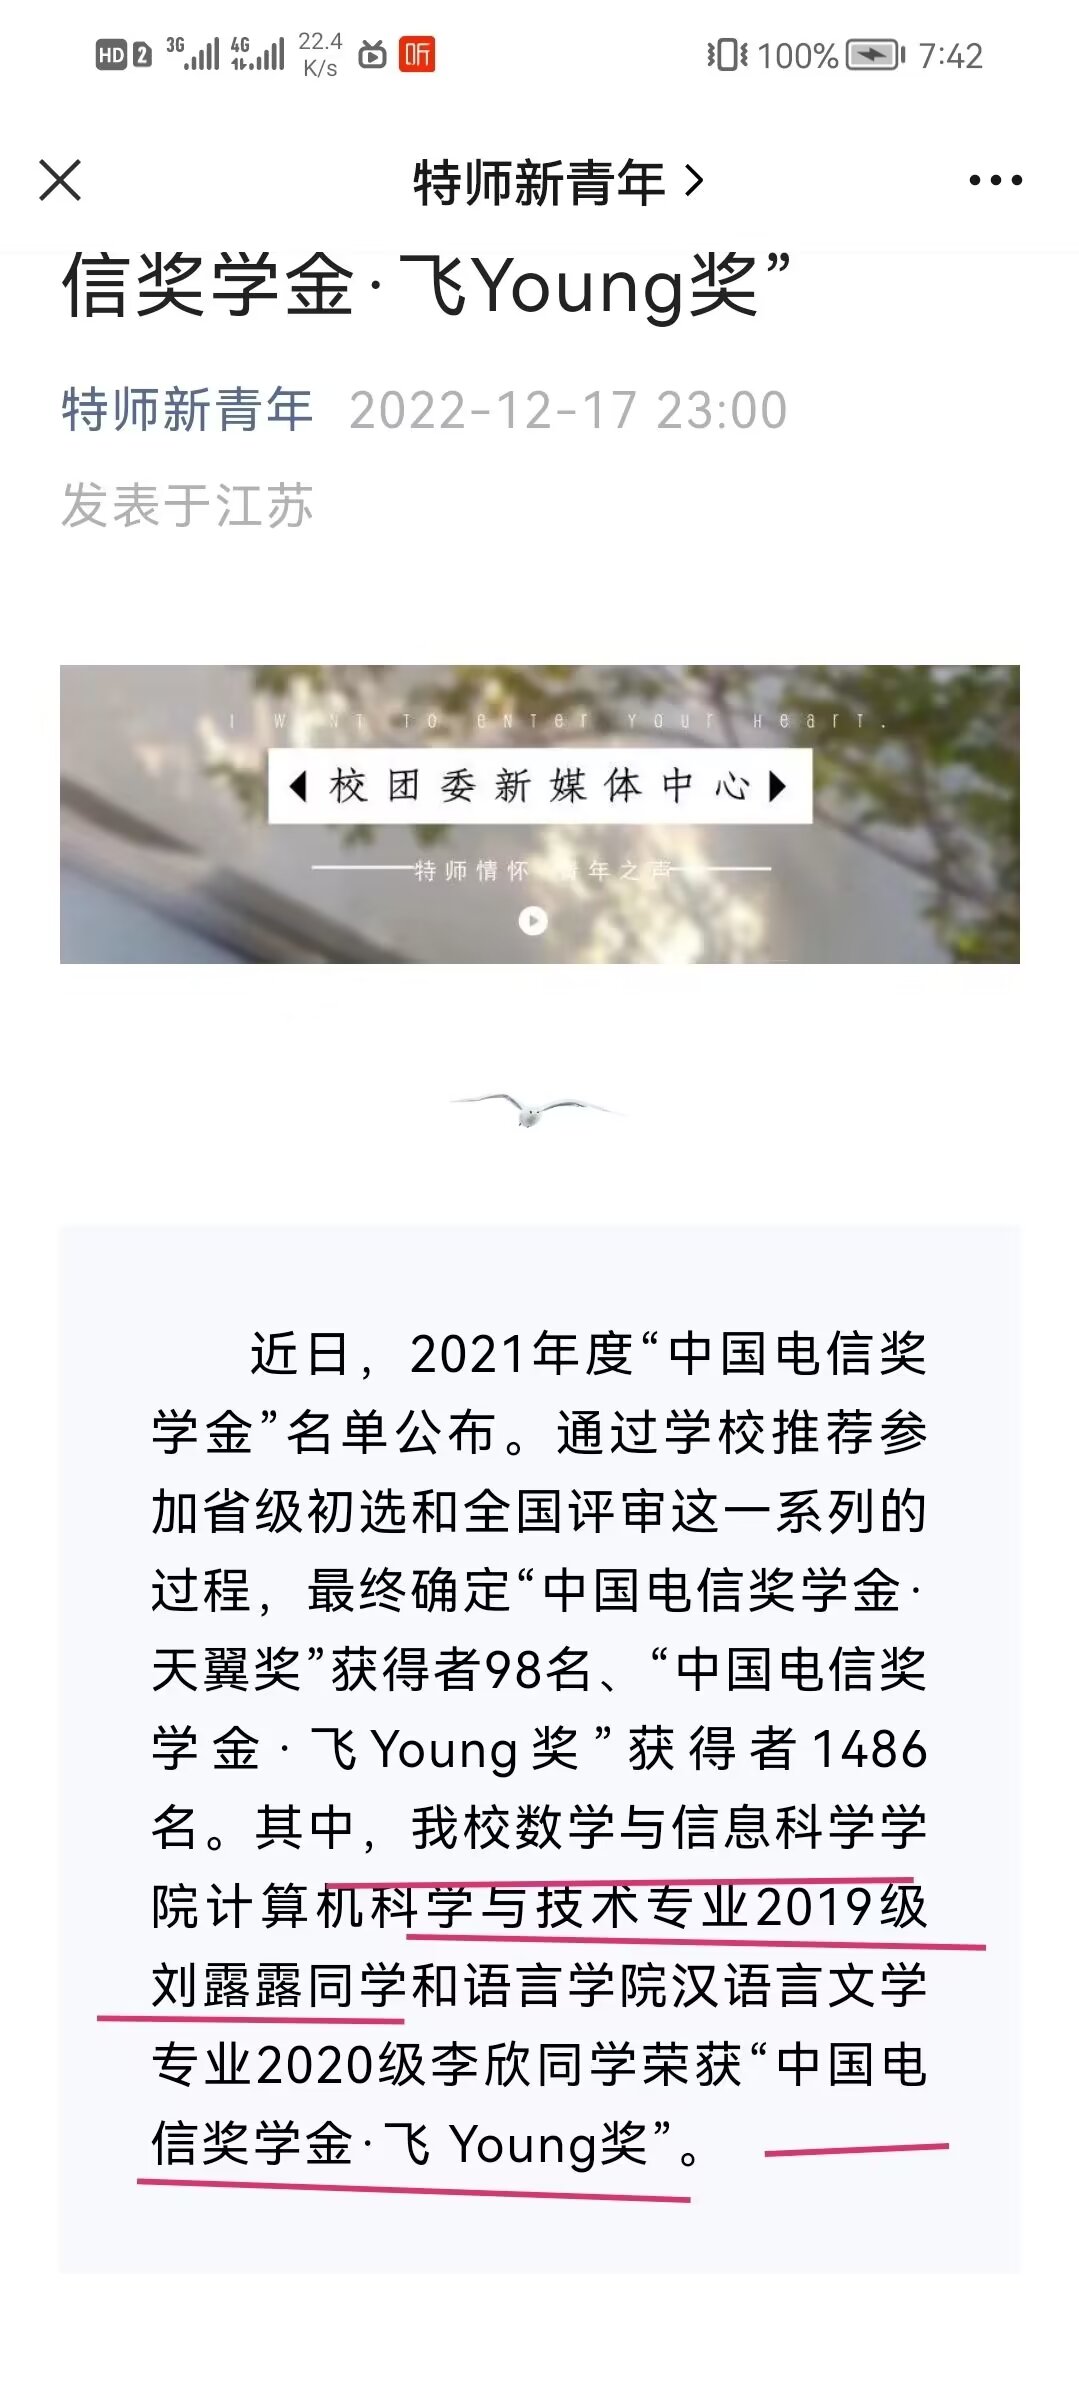 HD 2 3G 4G 22.4 K/s 听 100% 7:42
特师新青年
信奖学金·飞Young奖”
特师新青年 2022-12-17 23:00
发表于江苏
I WANT TO ENTER YOUR HEART.
校团委新媒体中心
特师情怀 青年之声
近日，2021年度“中国电信奖
学金”名单公布。通过学校推荐参
加省级初选和全国评审这一系列的
过程，最终确定“中国电信奖学金·
天翼奖”获得者98名、“中国电信奖
学金·飞Young奖”获得者1486
名。其中，我校数学与信息科学学
院计算机科学与技术专业2019级
刘露露同学和语言学院汉语言文学
专业2020级李欣同学荣获“中国电
信奖学金·飞 Young奖”。